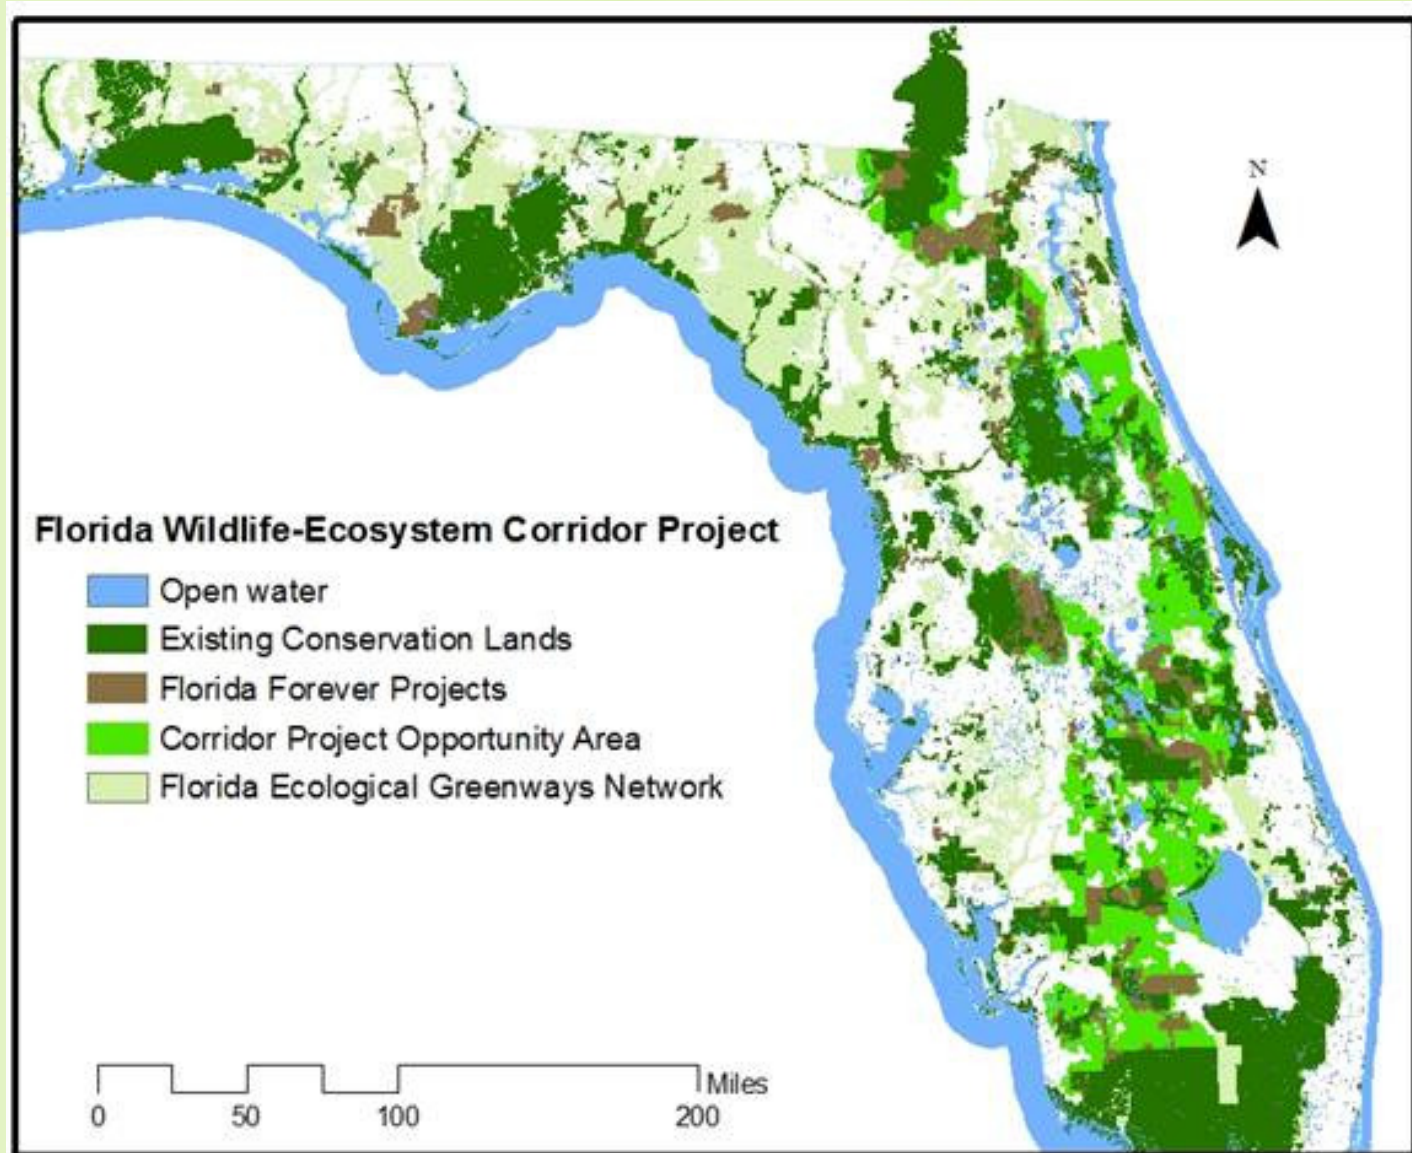 N
Florida Wildlife-Ecosystem Corridor Project
Open water
Existing Conservation Lands
Florida Forever Projects
Corridor Project Opportunity Area
Florida Ecological Greenways Network
Miles
0 50 100 200